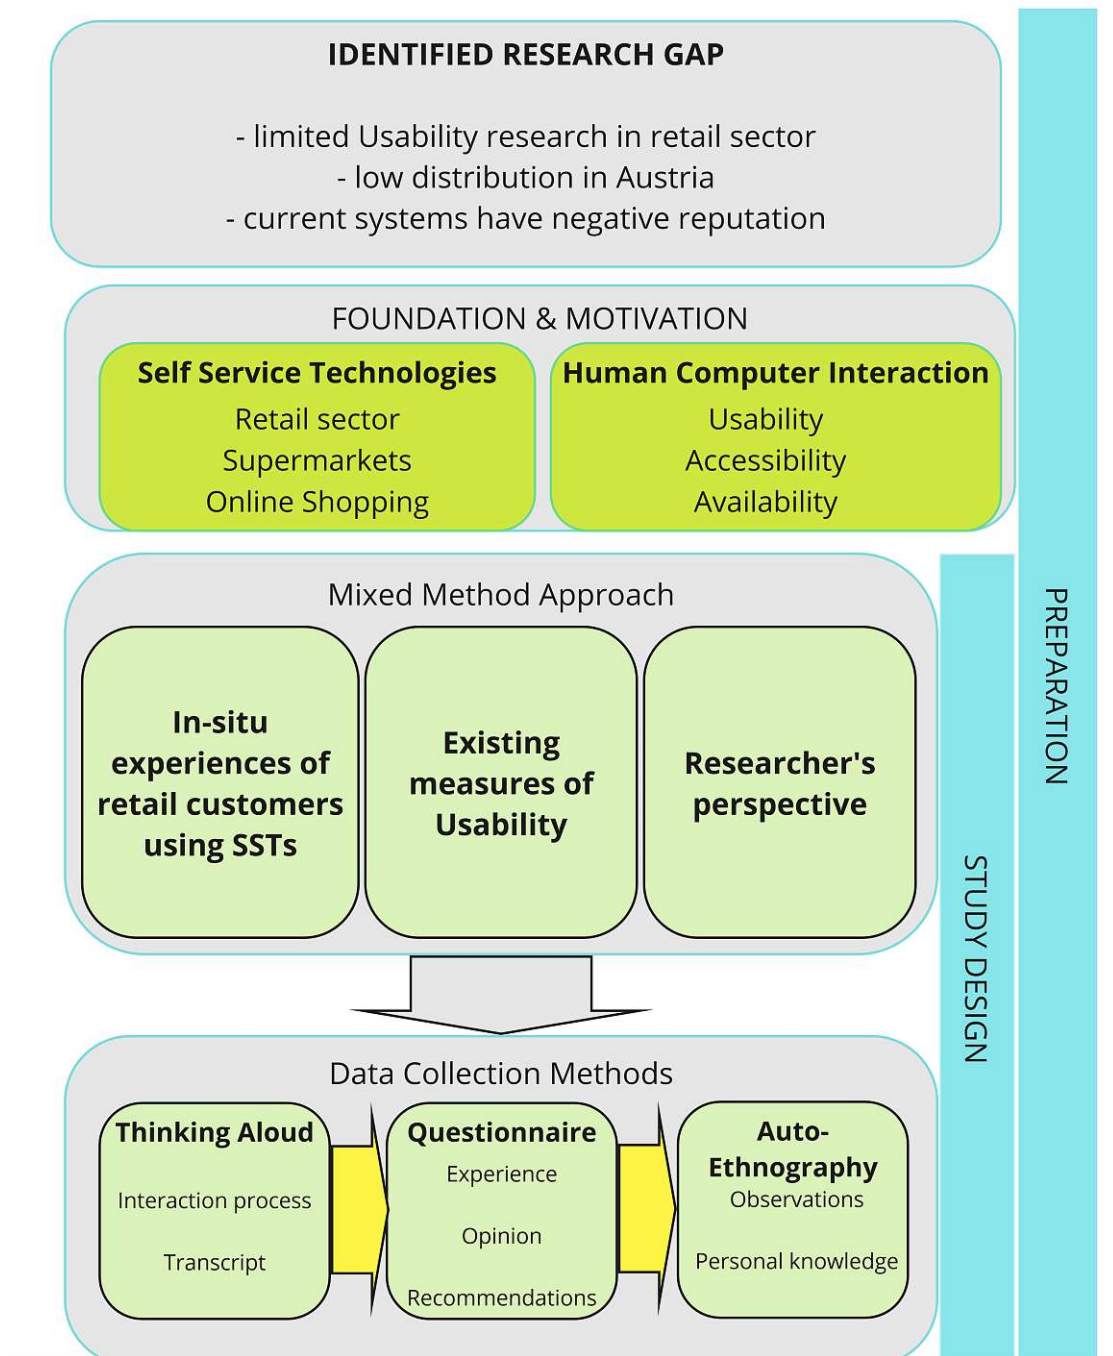 IDENTIFIED RESEARCH GAP
- limited Usability research in retail sector
- low distribution in Austria
- current systems have negative reputation
FOUNDATION & MOTIVATION
Self Service Technologies
Retail sector
Supermarkets
Online Shopping
Human Computer Interaction
Usability
Accessibility
Availability
Mixed Method Approach
In-situ
experiences of
retail customers
using SSTs
Existing
measures of
Usability
Researcher's
perspective
Data Collection Methods
Thinking Aloud
Interaction process
Transcript
Questionnaire
Experience
Opinion
Recommendations
Auto-
Ethnography
Observations
Personal knowledge
STUDY DESIGN
PREPARATION